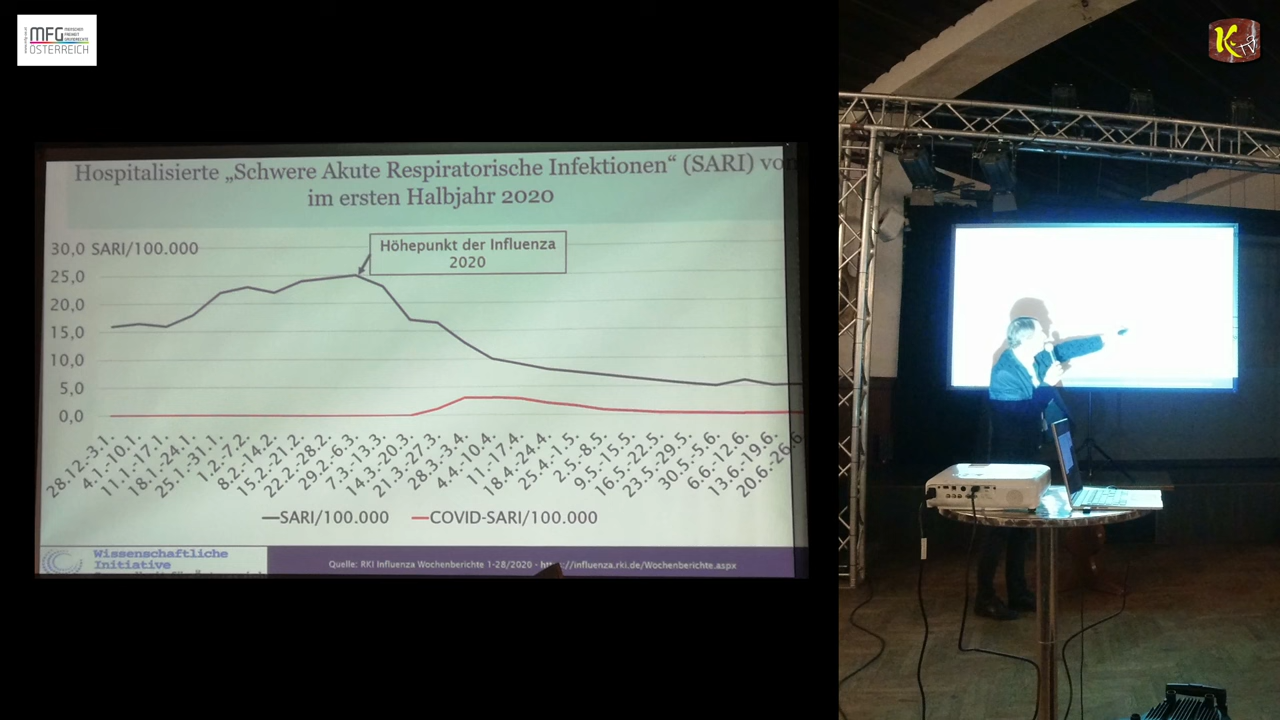 MFG
MENSCHEN
FREIHEIT
GRUNDRECHTE
ÖSTERREICH
K-TV
Hospitalisierte „Schwere Akute Respiratorische Infektionen“ (SARI) von
im ersten Halbjahr 2020
30,0 SARI/100.000
Höhepunkt der Influenza
2020
25,0
20,0
15,0
10,0
5,0
0,0
28.12.-3.1.
4.1.-10.1.
11.1.-17.1.
18.1.-24.1.
25.1.-31.1.
1.2.-7.2.
8.2.-14.2.
15.2.-21.2.
22.2.-28.2.
29.2.-6.3.
7.3.-13.3.
14.3.-20.3.
21.3.-27.3.
28.3.-3.4.
4.4.-10.4.
11.-17.4.
18.4.-24.4.
25.4.-1.5.
2.5.-8.5.
9.5.-15.5.
16.5.-22.5.
23.5.-29.5.
30.5.-5.6.
6.6.-12.6.
13.6.-19.6.
20.6.-26.6
SARI/100.000 COVID-SARI/100.000
Wissenschaftliche
Initiative
Quelle: RKI Influenza Wochenberichte 1-28/2020 - https://influenza.rki.de/Wochenberichte.aspx